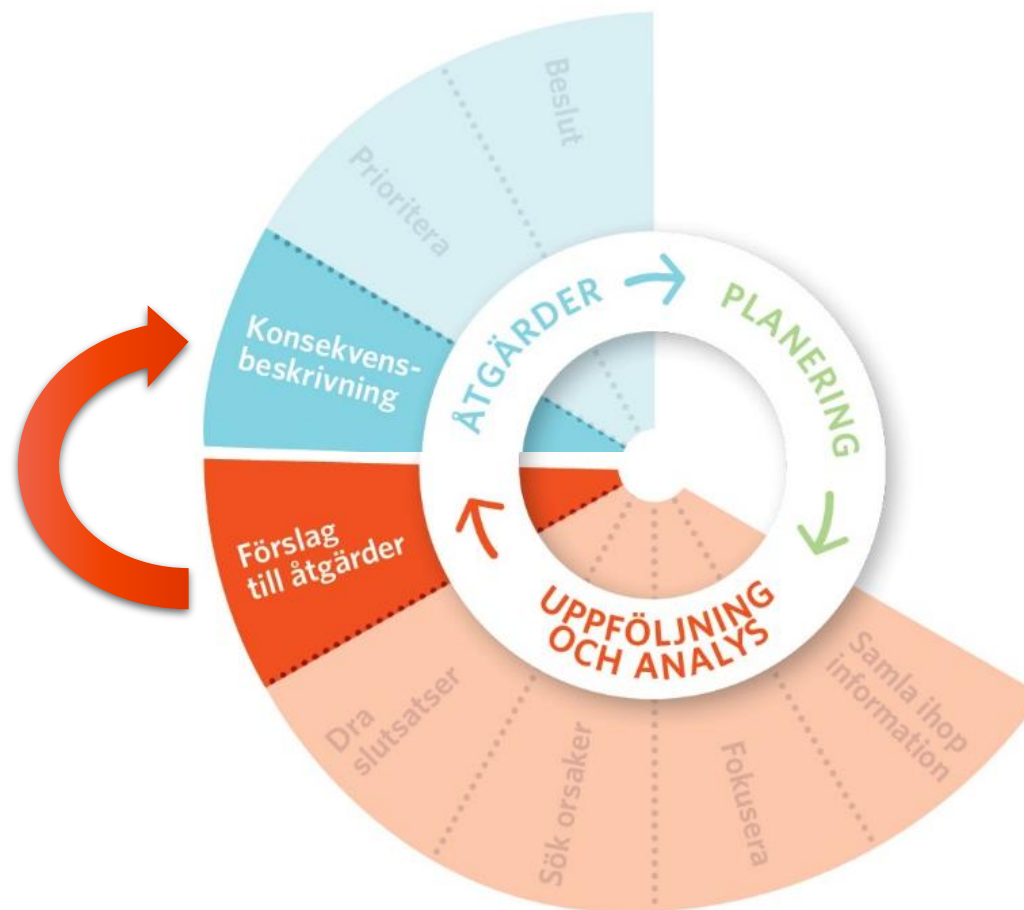 Beslut
Prioritera
Konsekvens-
beskrivning
Förslag
till åtgärder
Dra
slutsatser
Sök orsaker
Fokusera
Samla ihop
information
ÅTGÄRDER
PLANERING
UPPFÖLJNING
OCH ANALYS